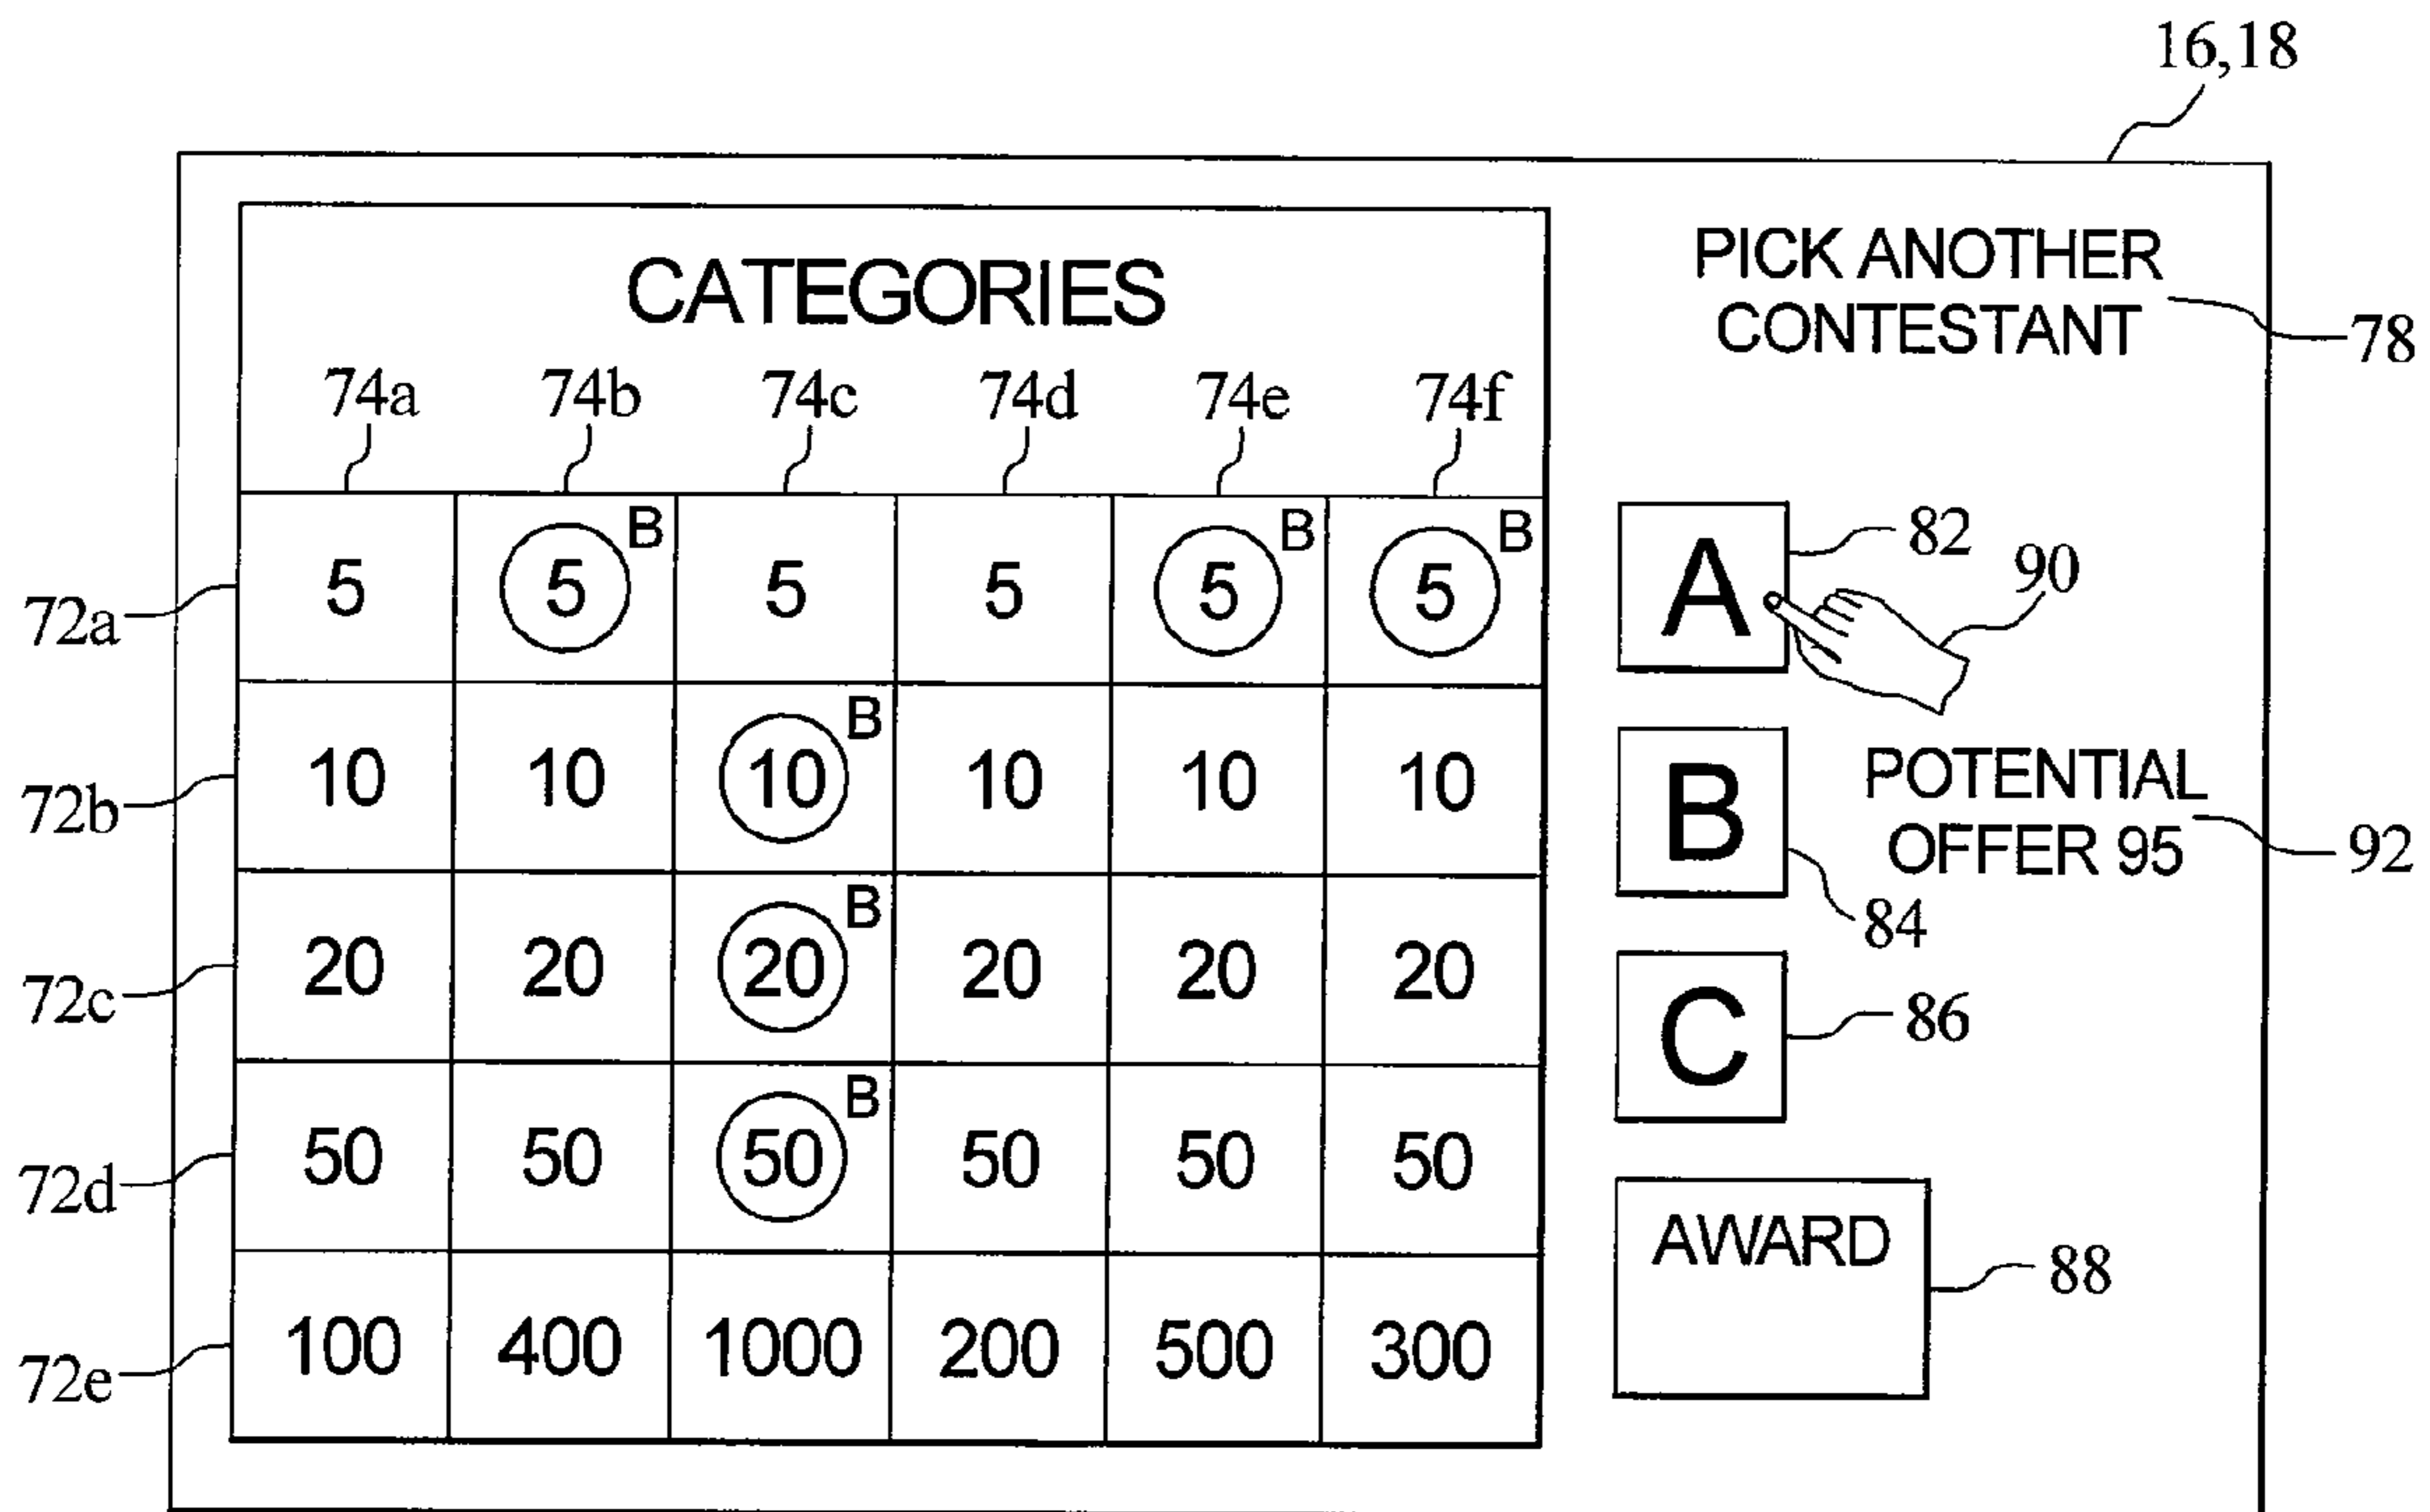 16,18
CATEGORIES
PICK ANOTHER
CONTESTANT
78
74a 74b 74c 74d 74e 74f
72a 5 5 B 5 5 5 B 5 B
A 82 90
72b 10 10 10 B 10 10 10
B POTENTIAL
OFFER 95 92
84
72c 20 20 20 B 20 20 20
C 86
72d 50 50 50 B 50 50 50
AWARD 88
72e 100 400 1000 200 500 300